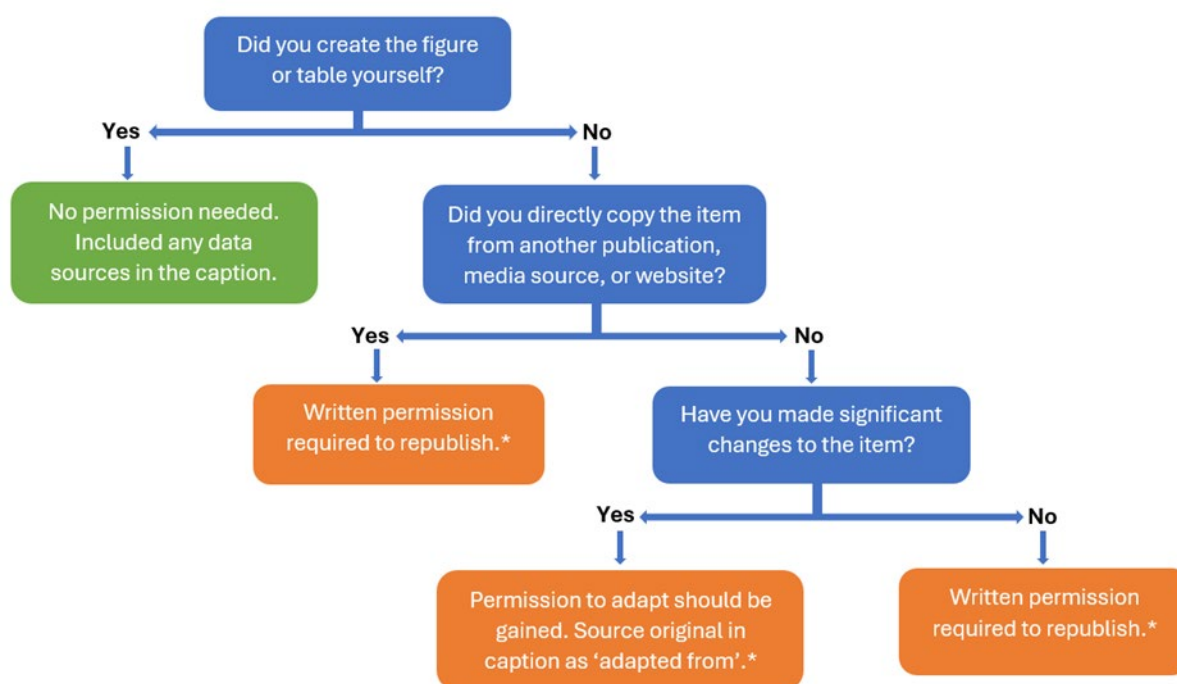 Did you create the figure
or table yourself?
Yes
No
No permission needed.
Included any data
sources in the caption.
Did you directly copy the item
from another publication,
media source, or website?
Yes
No
Written permission
required to republish.*
Have you made significant
changes to the item?
Yes
No
Permission to adapt should be
gained. Source original in
caption as ‘adapted from’.*
Written permission
required to republish.*